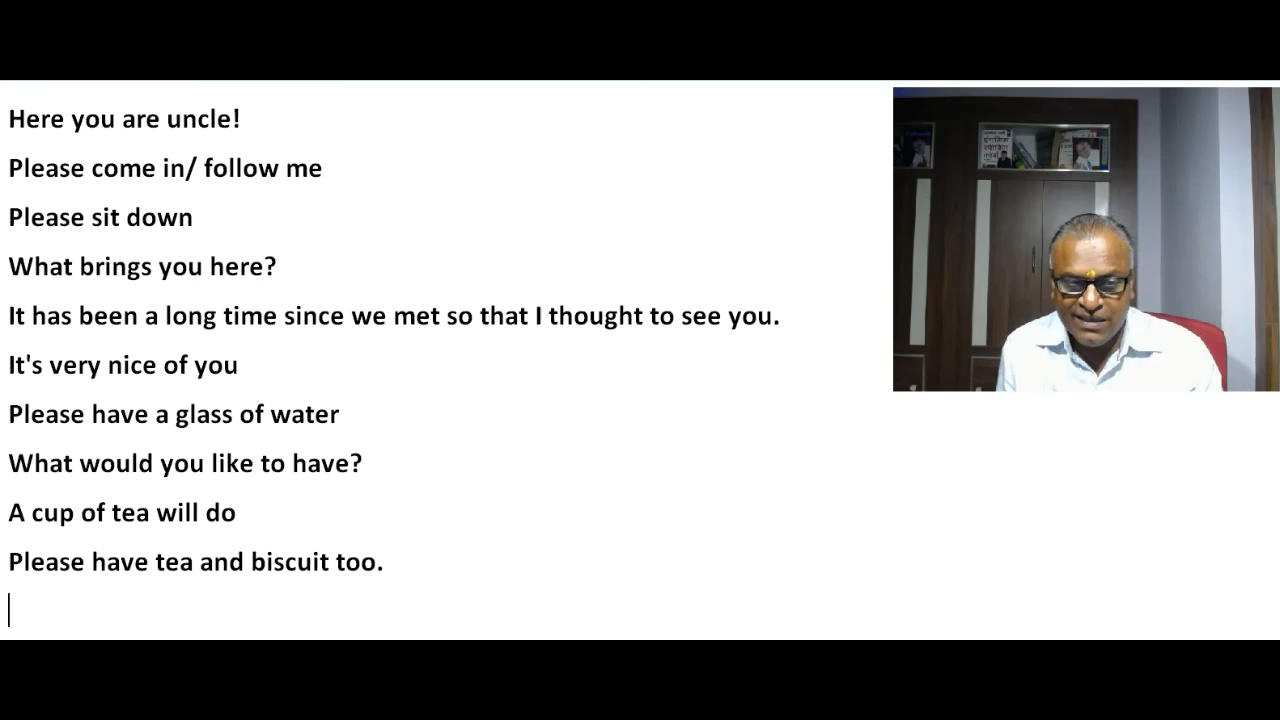 Here you are uncle!
Please come in/ follow me
Please sit down
What brings you here?
It has been a long time since we met so that I thought to see you.
It's very nice of you
Please have a glass of water
What would you like to have?
A cup of tea will do
Please have tea and biscuit too.